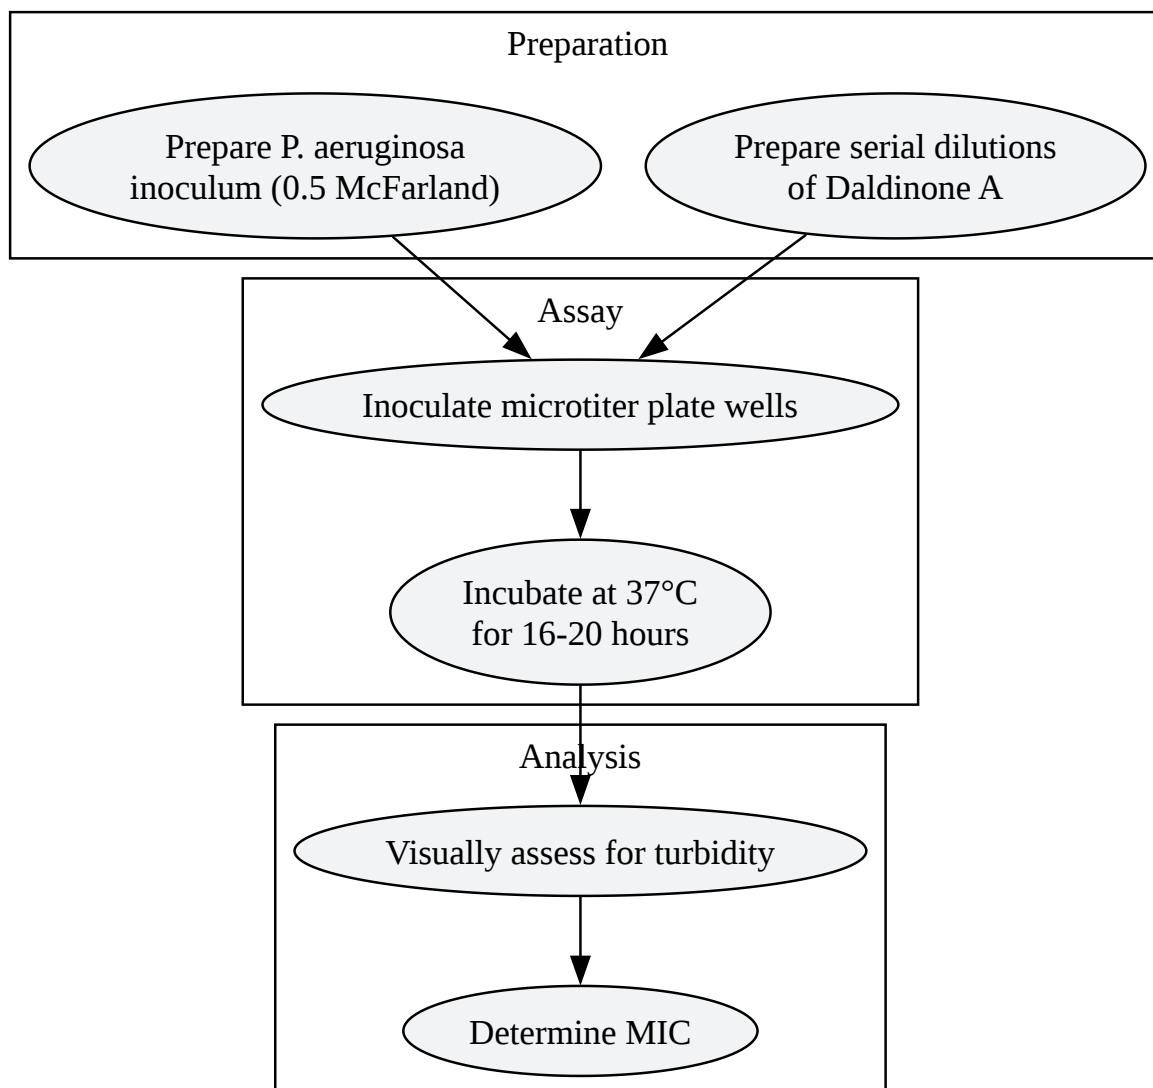 Preparation
Prepare P. aeruginosa
inoculum (0.5 McFarland)
Prepare serial dilutions
of Daldinone A
Assay
Inoculate microtiter plate wells
Incubate at 37°C
for 16-20 hours
Analysis
Visually assess for turbidity
Determine MIC